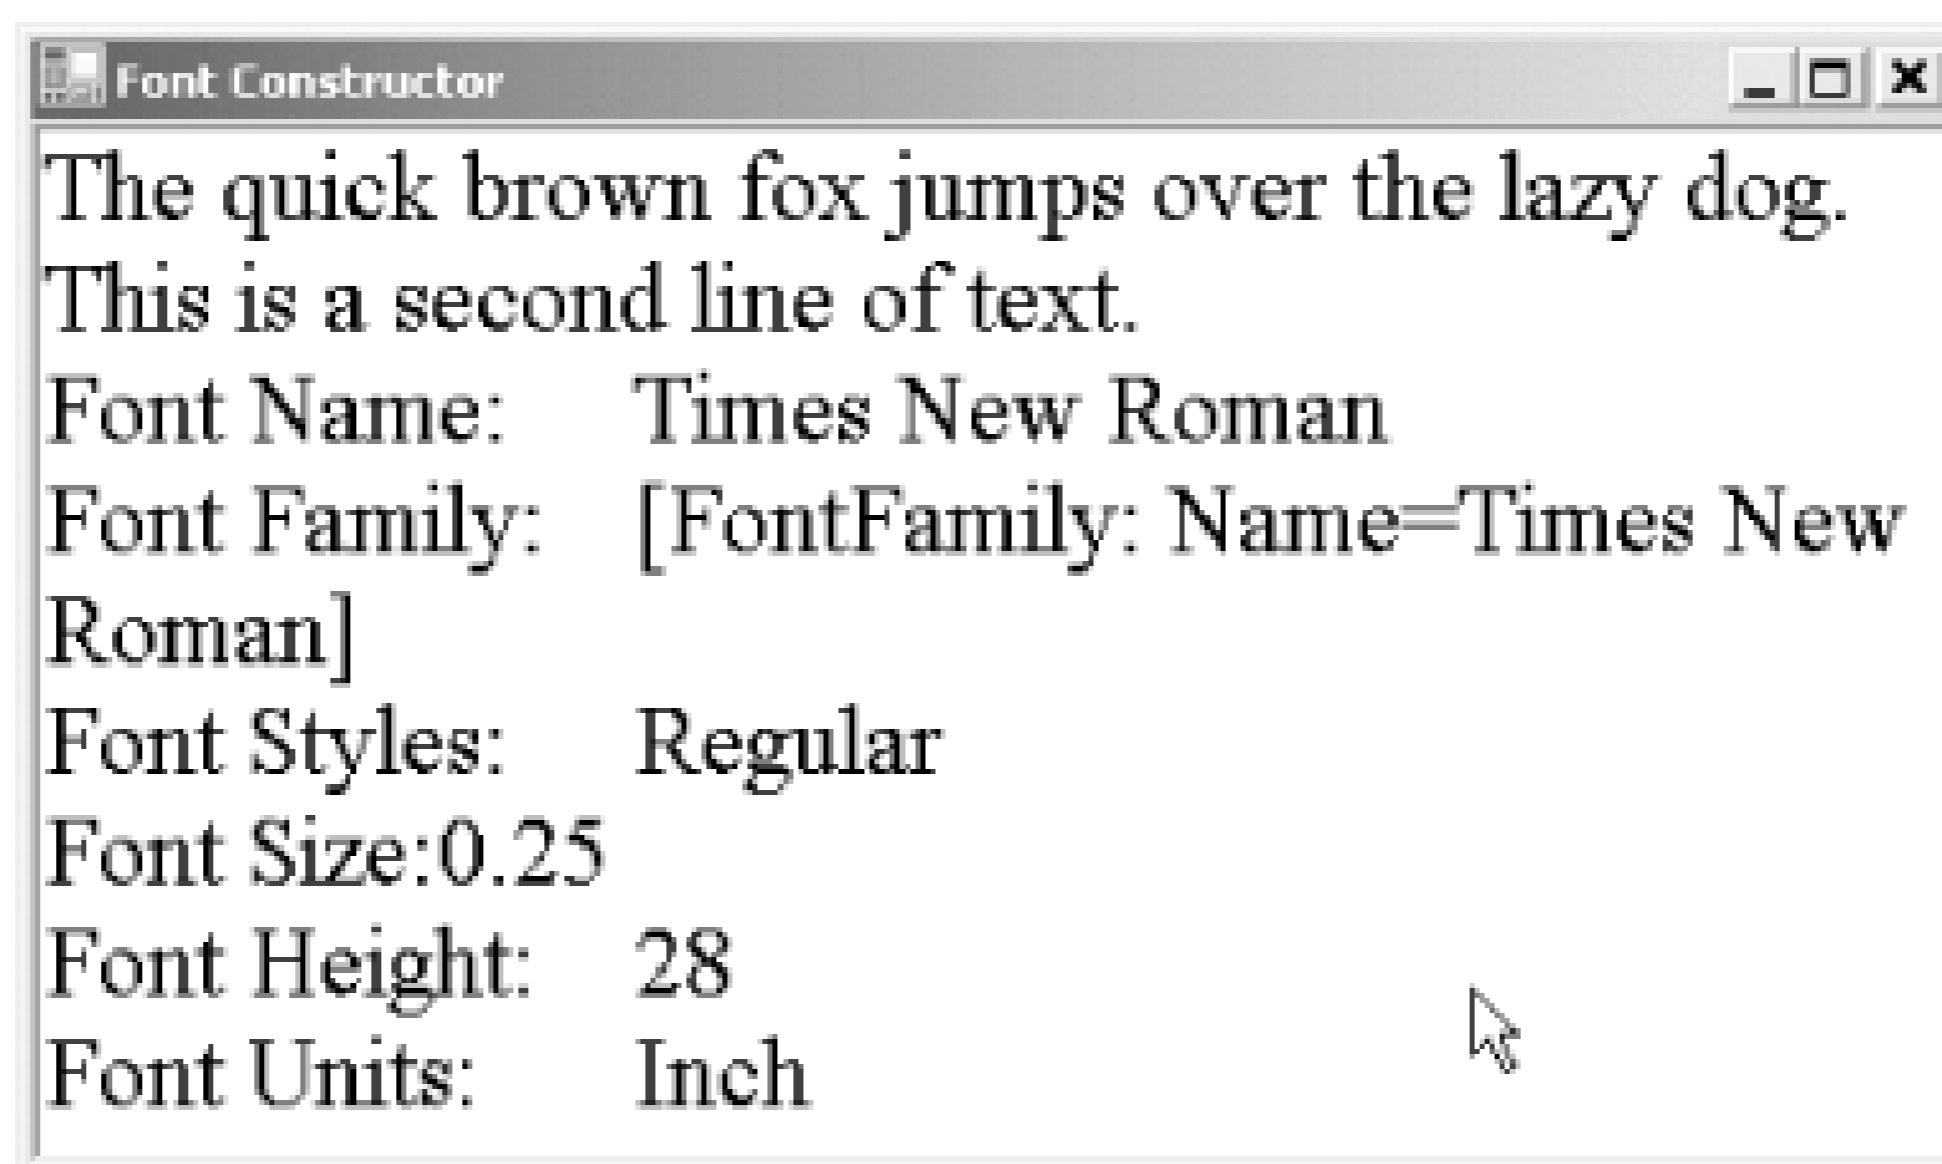 Font Constructor
The quick brown fox jumps over the lazy dog.
This is a second line of text.
Font Name: Times New Roman
Font Family: [FontFamily: Name=Times New
Roman]
Font Styles: Regular
Font Size:0.25
Font Height: 28
Font Units: Inch